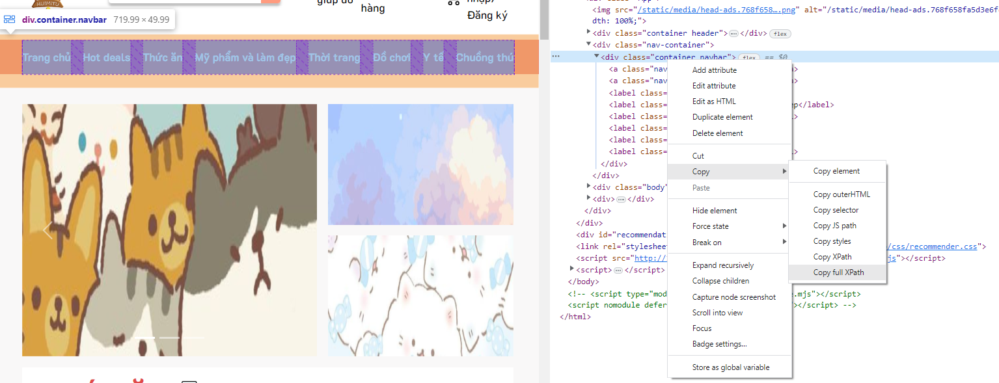 HUIMITU
giúp đỡ
hàng
nhập/
Đăng ký
div.container.navbar 719.99 × 49.99
Trang chủ Hot deals Thức ăn Mỹ phẩm và làm đẹp Thời trang Đồ chơi Y tế Chuồng thú
<img src="/static/media/head-ads.768f658….png" alt="/static/media/head-ads.768f658fa5d3e6f
dth: 100%;">
<div class="container header"> … </div> flex
<div class="nav-container">
… <div class="container navbar"> flex == $0
<a class="nav >
<a class="nav >
<label class= >
<label class= ẹp</label>
<label class= >
<label class= >
<label class= >
<label class= >
</div>
</div>
<div class="body"
<div> … </div>
</div>
</div>
<div id="recommendat
<link rel="stylesheet /css/recommender.css">
<script src="http:// js"></script>
<script> … </script>
</body>
<!-- <script type="mod e.mjs"></script>
<script nomodule defer ></script> -->
</html>
Add attribute
Edit attribute
Edit as HTML
Duplicate element
Delete element
Cut
Copy
Paste
Hide element
Force state
Break on
Expand recursively
Collapse children
Capture node screenshot
Scroll into view
Focus
Badge settings...
Store as global variable
Copy element
Copy outerHTML
Copy selector
Copy JS path
Copy styles
Copy XPath
Copy full XPath